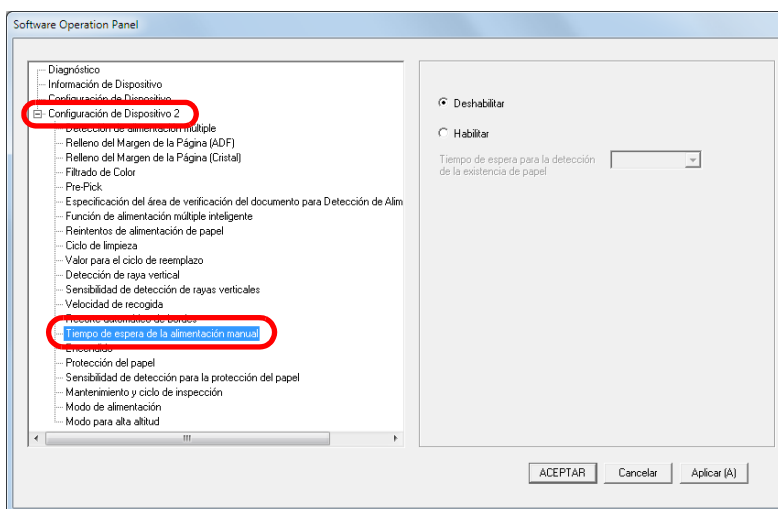 Software Operation Panel
Diagnóstico
Información de Dispositivo
Configuración de Dispositivo
Configuración de Dispositivo 2
Detección de alimentación múltiple
Relleno del Margen de la Página (ADF)
Relleno del Margen de la Página (Cristal)
Filtrado de Color
Pre-Pick
Especificación del área de verificación del documento para Detección de Alim
Función de alimentación múltiple inteligente
Reintentos de alimentación de papel
Ciclo de limpieza
Valor para el ciclo de reemplazo
Detección de raya vertical
Sensibilidad de detección de rayas verticales
Velocidad de recogida
Recorte automático de bordes
Tiempo de espera de la alimentación manual
Encendido
Protección del papel
Sensibilidad de detección para la protección del papel
Mantenimiento y ciclo de inspección
Modo de alimentación
Modo para alta altitud
Deshabilitar
Habilitar
Tiempo de espera para la detección
de la existencia de papel
ACEPTAR
Cancelar
Aplicar (A)